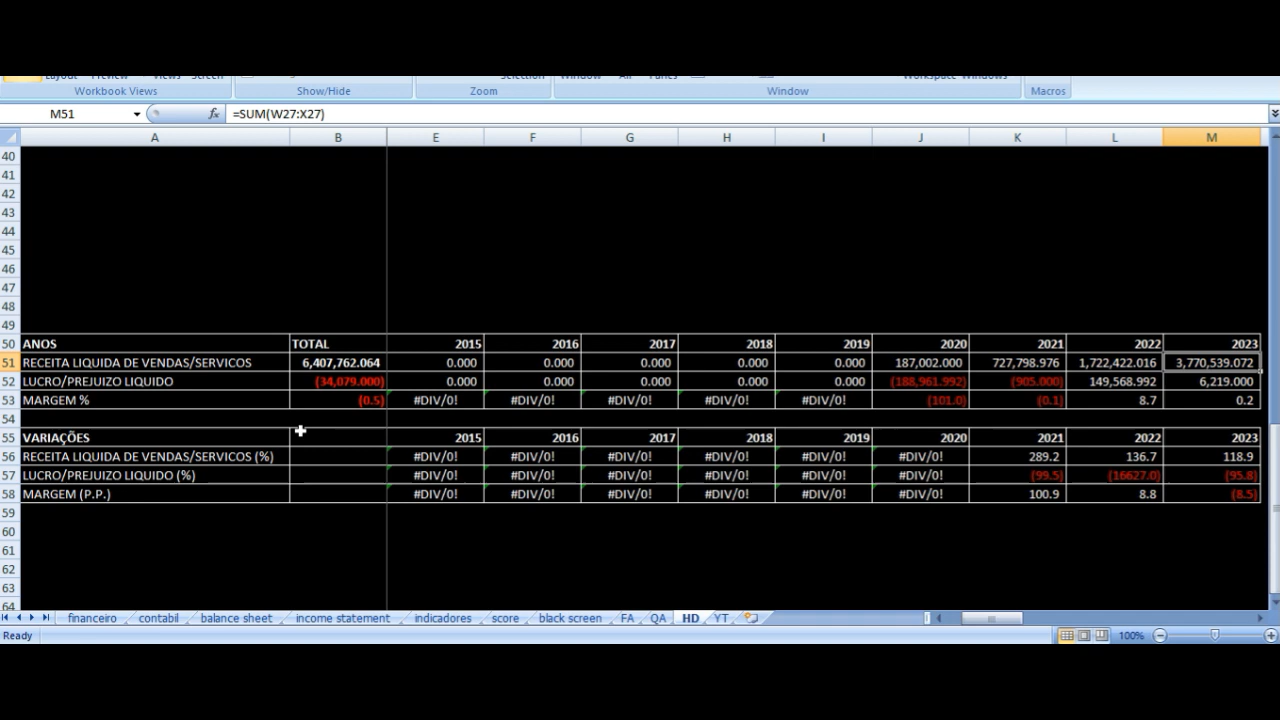 Layout Preview Views Screen Selection Window All Panes Workspace Windows
Workbook Views Show/Hide Zoom Window Macros
M51 fx =SUM(W27:X27)
A B E F G H I J K L M
40
41
42
43
44
45
46
47
48
49
50 ANOS TOTAL 2015 2016 2017 2018 2019 2020 2021 2022 2023
51 RECEITA LIQUIDA DE VENDAS/SERVICOS 6,407,762.064 0.000 0.000 0.000 0.000 0.000 187,002.000 727,798.976 1,722,422.016 3,770,539.072
52 LUCRO/PREJUIZO LIQUIDO (34,079.000) 0.000 0.000 0.000 0.000 0.000 (188,961.992) (905.000) 149,568.992 6,219.000
53 MARGEM % (0.5) #DIV/0! #DIV/0! #DIV/0! #DIV/0! #DIV/0! (101.0) (0.1) 8.7 0.2
54
55 VARIAÇÕES 2015 2016 2017 2018 2019 2020 2021 2022 2023
56 RECEITA LIQUIDA DE VENDAS/SERVICOS (%) #DIV/0! #DIV/0! #DIV/0! #DIV/0! #DIV/0! #DIV/0! 289.2 136.7 118.9
57 LUCRO/PREJUIZO LIQUIDO (%) #DIV/0! #DIV/0! #DIV/0! #DIV/0! #DIV/0! #DIV/0! (99.5) (16627.0) (95.8)
58 MARGEM (P.P.) #DIV/0! #DIV/0! #DIV/0! #DIV/0! #DIV/0! #DIV/0! 100.9 8.8 (8.5)
59
60
61
62
63
64
financeiro contabil balance sheet income statement indicadores score black screen FA QA HD YT
Ready 100%